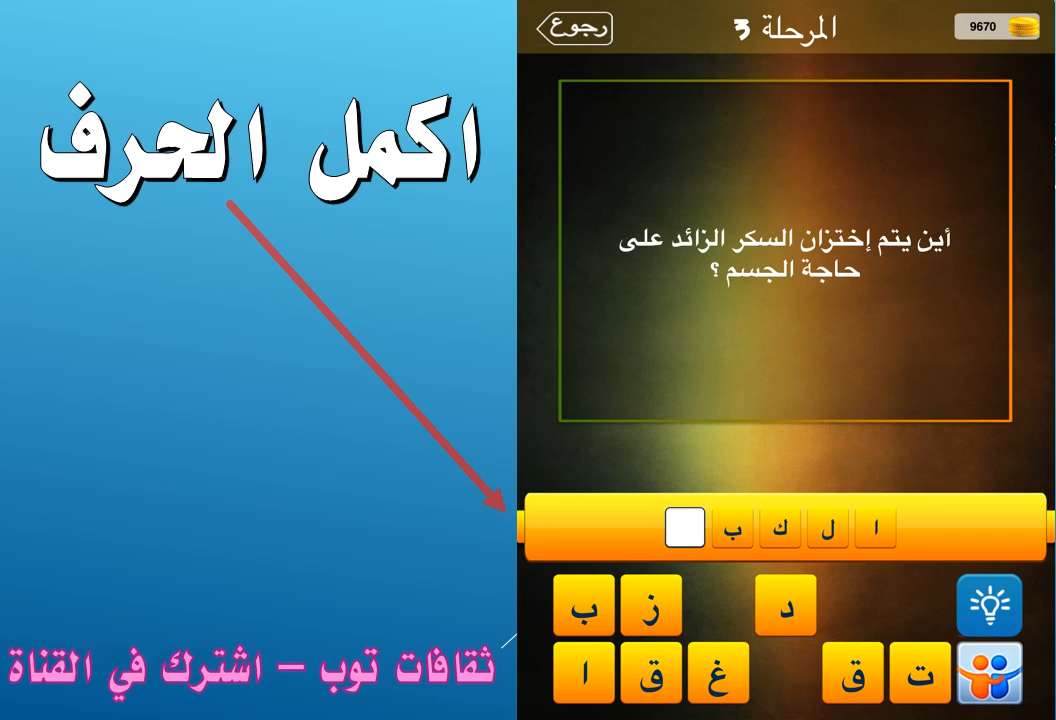 اكمل الحرف
ثقافات توب – اشترك في القناة
رجوع
المرحلة 3
9670
أين يتم إختزان السكر الزائد على
حاجة الجسم ؟
ا ل ك ب
د ز ب
ت ق غ ق ا